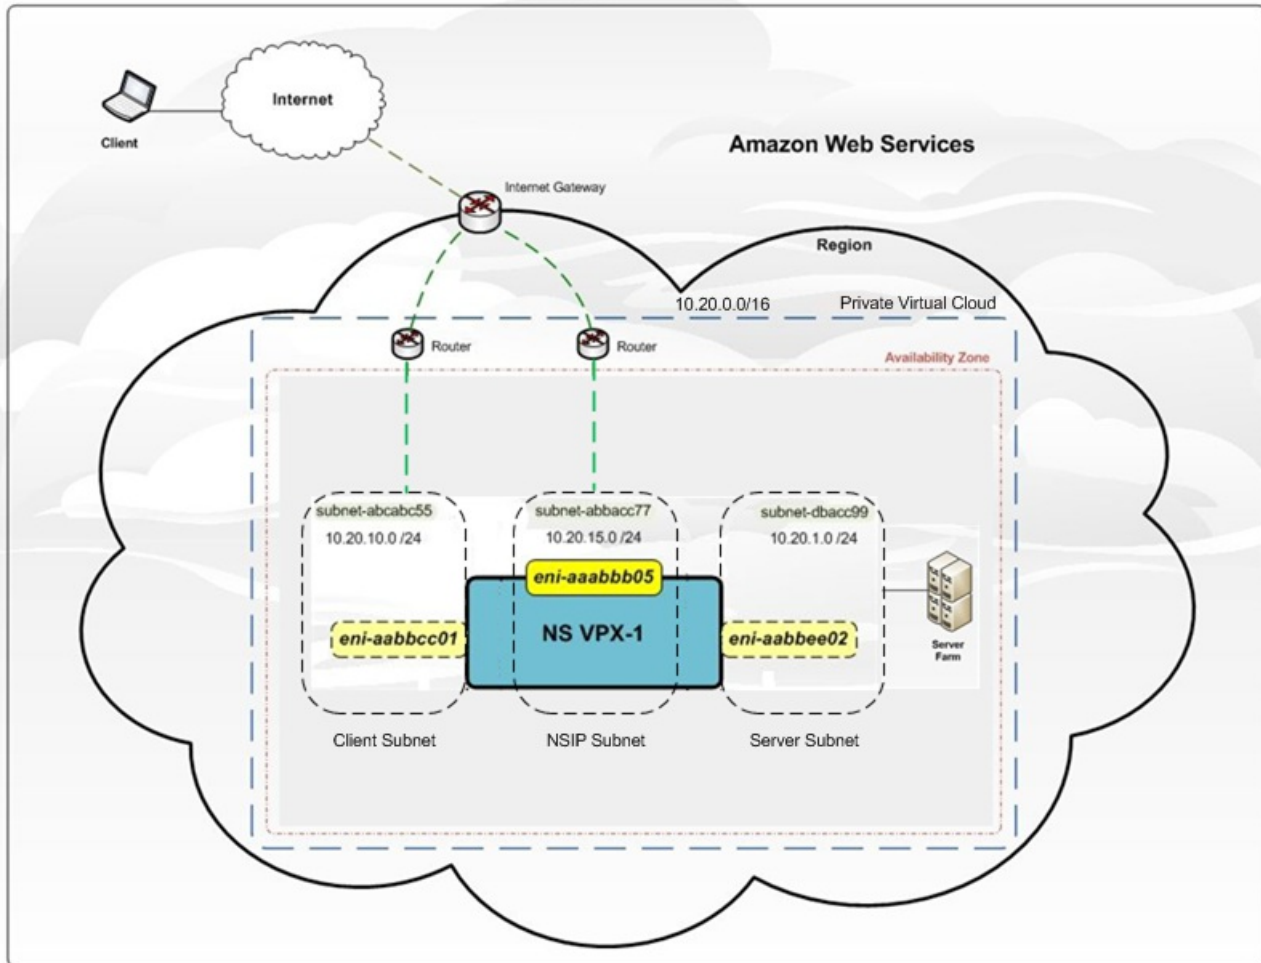 Internet
Client
Amazon Web Services
Internet Gateway
Region
10.20.0.0/16
Private Virtual Cloud
Router
Router
Availability Zone
subnet-abcabc55
subnet-abbacc77
subnet-dbacc99
10.20.10.0 /24
10.20.15.0 /24
10.20.1.0 /24
eni-aaabbb05
eni-aabbcc01
NS VPX-1
eni-aabbee02
Server
Farm
Client Subnet
NSIP Subnet
Server Subnet